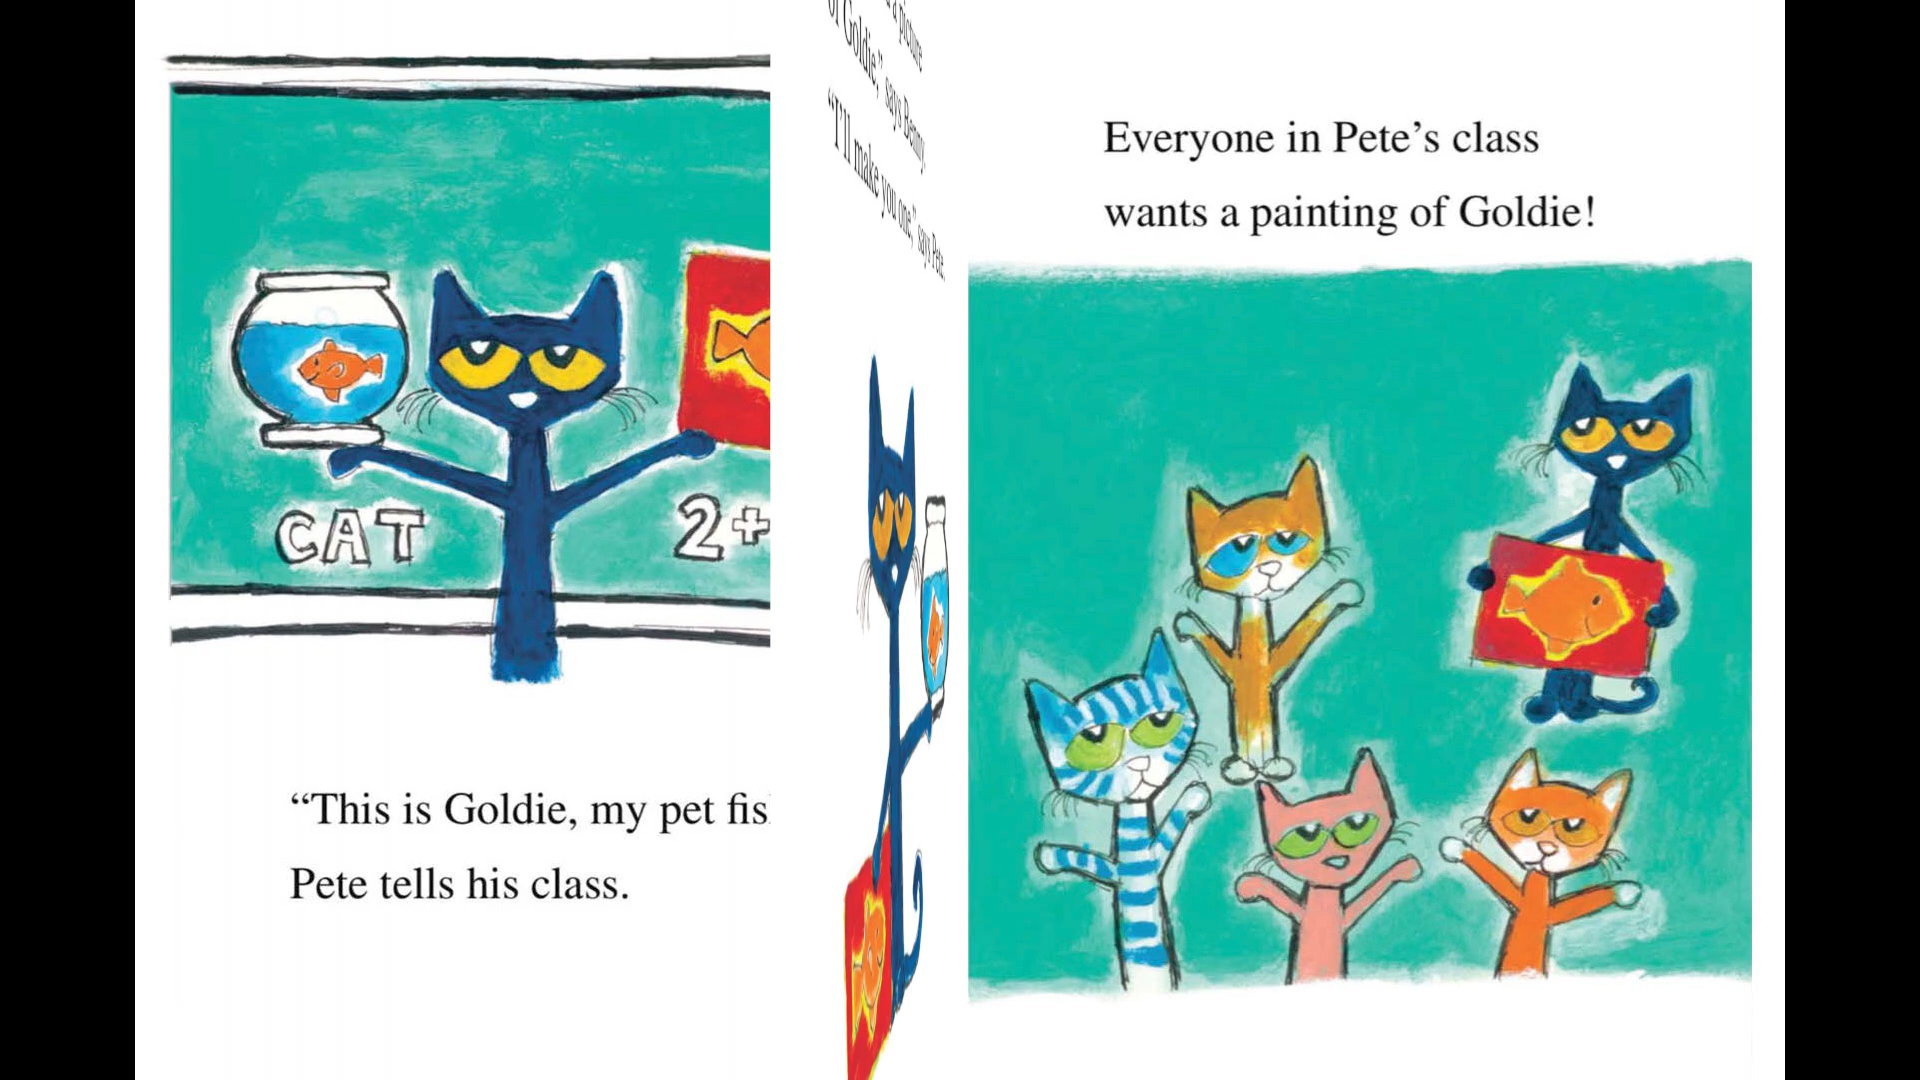 CAT
2+
“This is Goldie, my pet fis
Pete tells his class.
a picture
of Goldie,” says Benny.
“I’ll make you one,” says Pete.
Everyone in Pete’s class
wants a painting of Goldie!